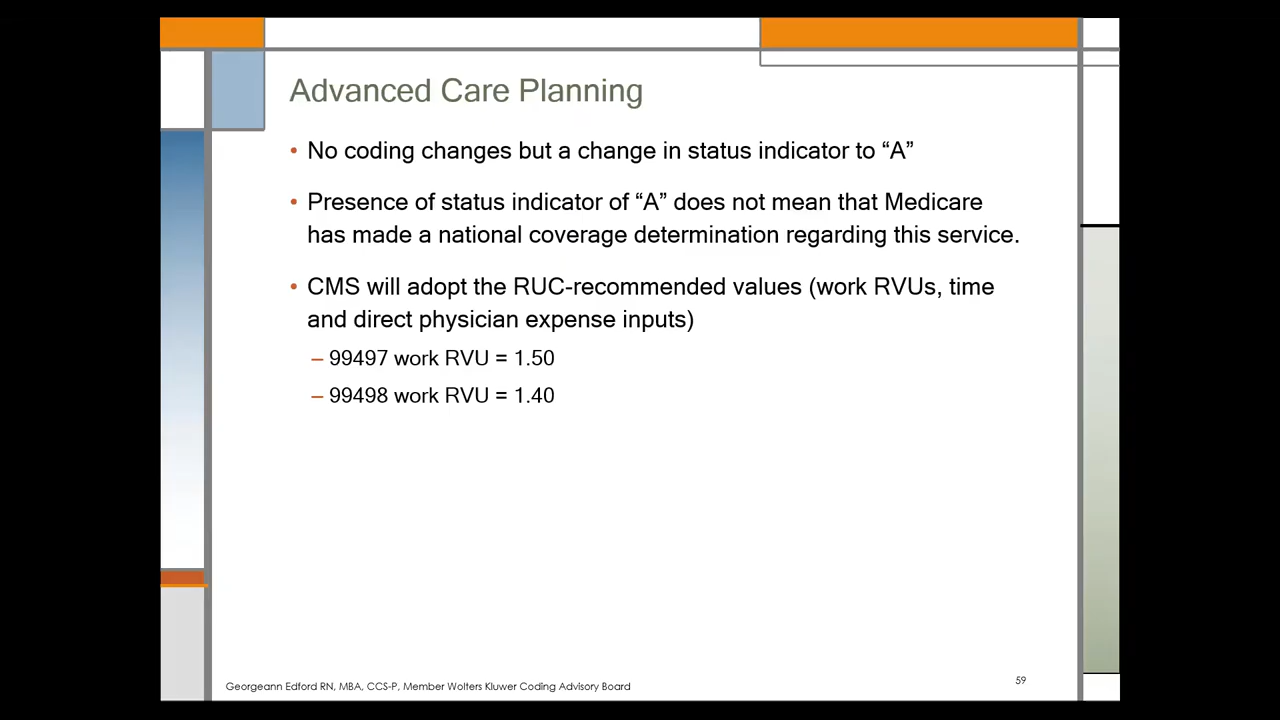 Advanced Care Planning
• No coding changes but a change in status indicator to “A”
• Presence of status indicator of “A” does not mean that Medicare
has made a national coverage determination regarding this service.
• CMS will adopt the RUC-recommended values (work RVUs, time
and direct physician expense inputs)
– 99497 work RVU = 1.50
– 99498 work RVU = 1.40
Georgeann Edford RN, MBA, CCS-P, Member Wolters Kluwer Coding Advisory Board
59